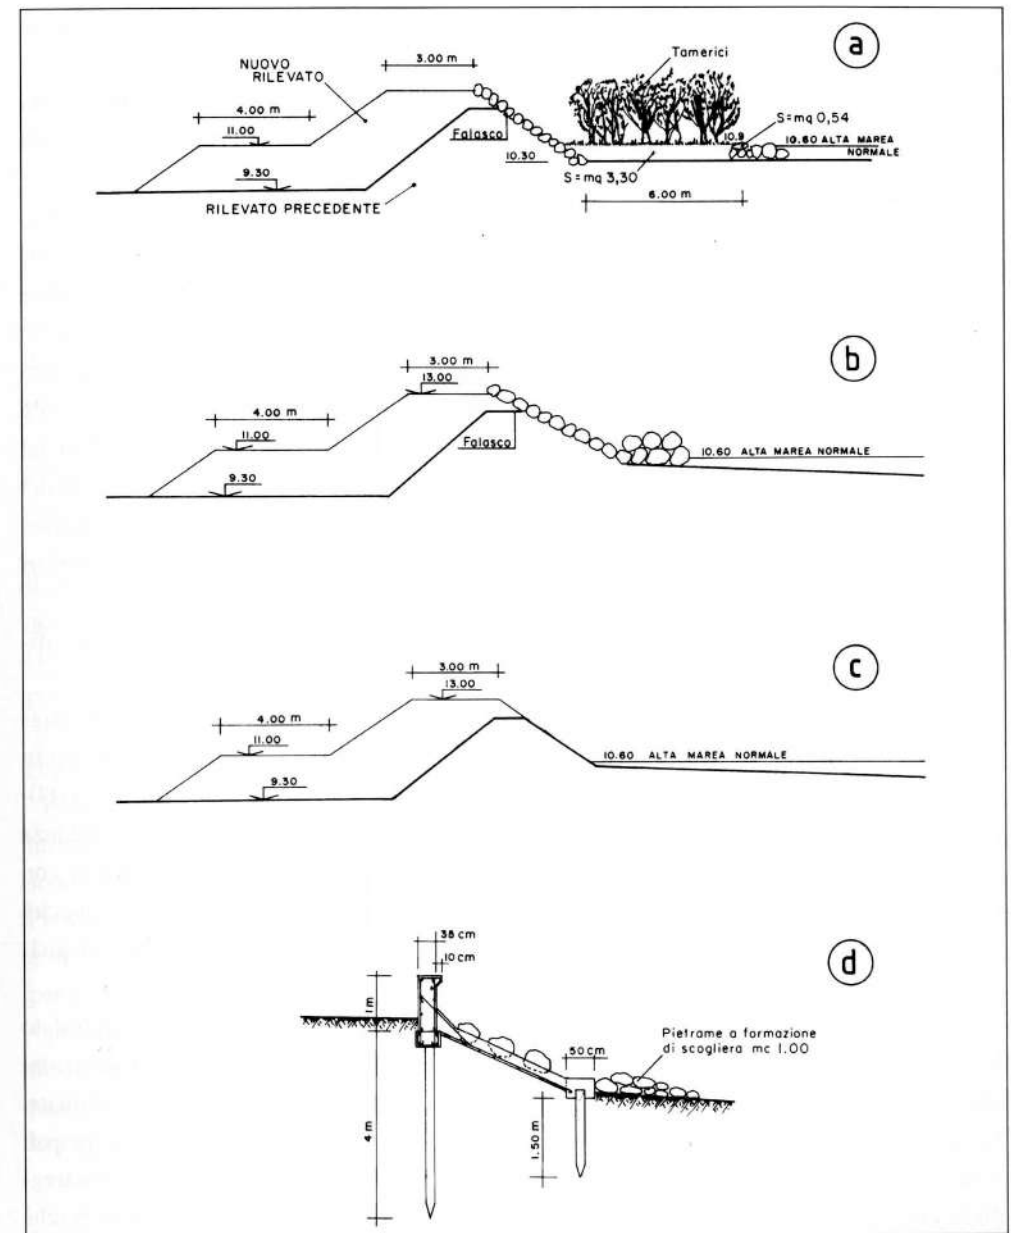 a
NUOVO
RILEVATO
3.00 m
Tamerici
4.00 m
11.00
S=mq 0,54
Falasco
10.9
10.60 ALTA MAREA
NORMALE
10.30
9.30
S=mq 3,30
RILEVATO PRECEDENTE
6.00 m
b
3.00 m
13.00
4.00 m
11.00
Falasco
10.60 ALTA MAREA NORMALE
9.30
c
3.00 m
13.00
4.00 m
11.00
10.60 ALTA MAREA NORMALE
9.30
d
38 cm
10 cm
1 m
Pietrame a formazione
di scogliera mc 1.00
50 cm
4 m
1.50 m